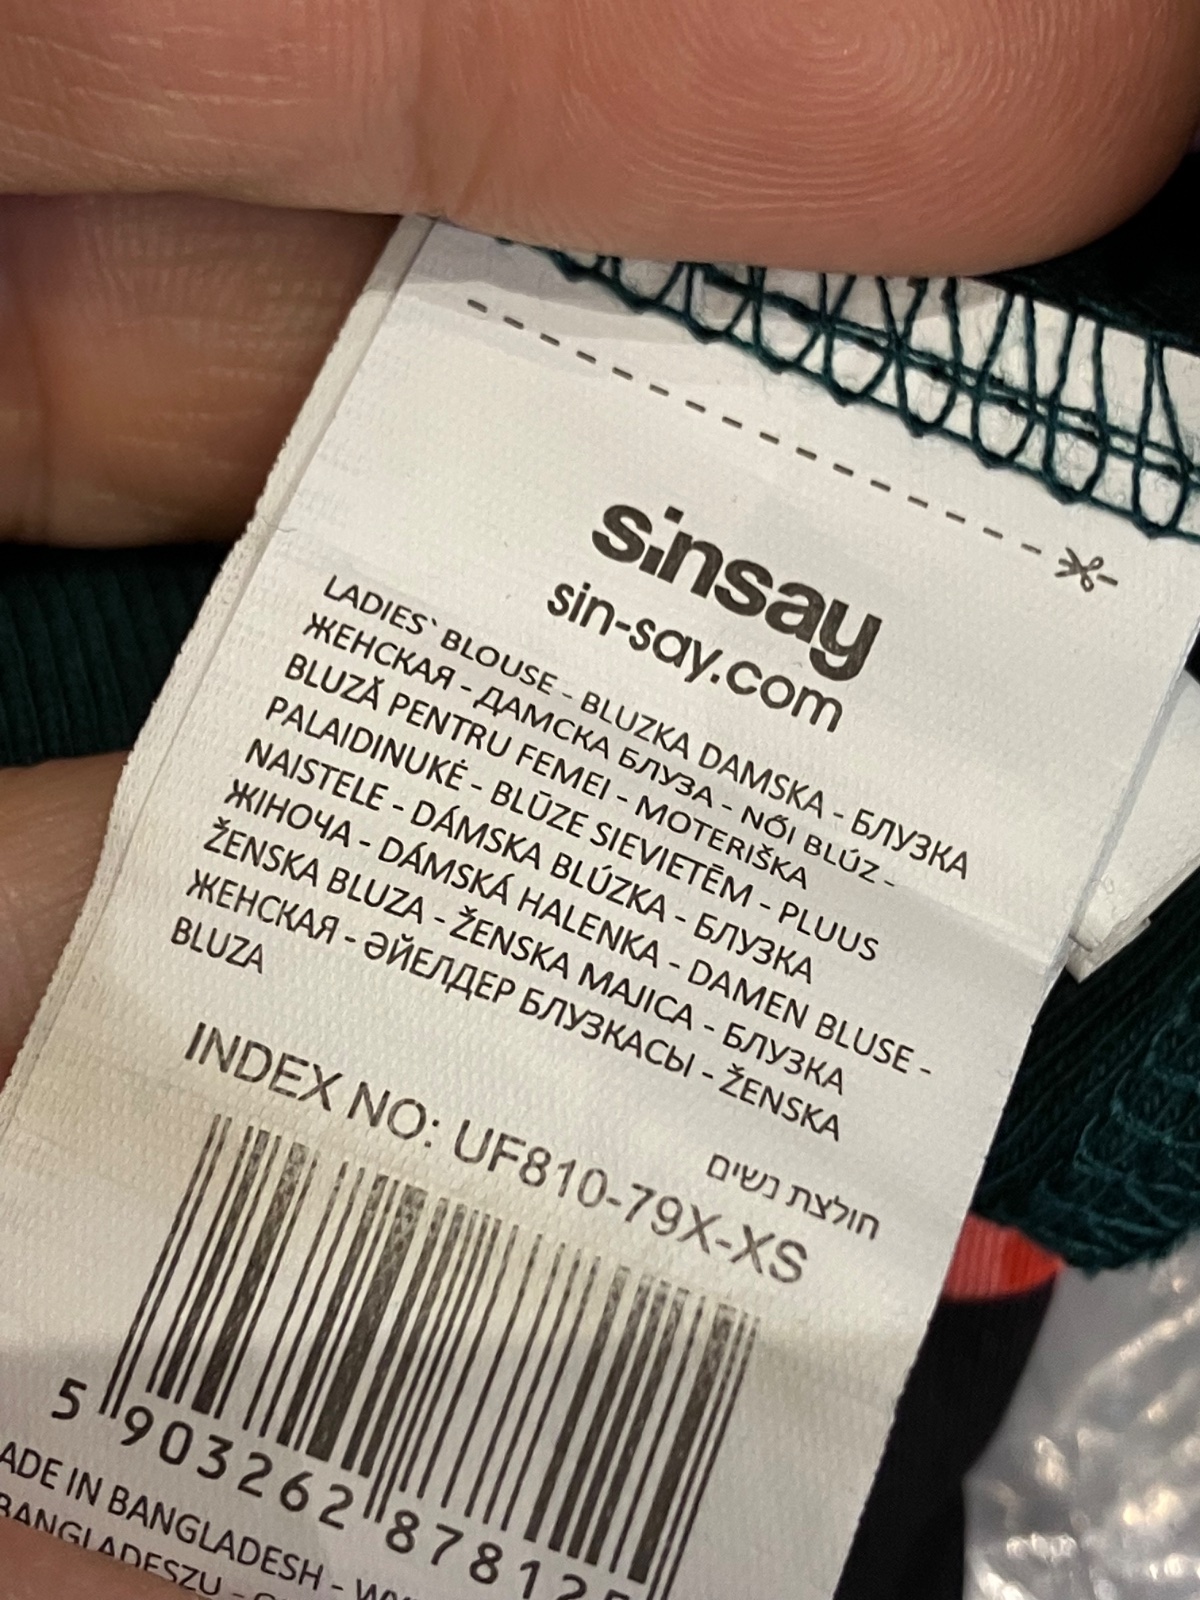 sinsay
sin-say.com
LADIES` BLOUSE - BLUZKA DAMSKA - БЛУЗКА
ЖЕНСКАЯ - ДАМСКА БЛУЗА - NŐI BLÚZ -
BLUZĂ PENTRU FEMEI - MOTERIŠKA
PALAIDINUKĖ - BLŪZE SIEVIETĒM - PLUUS
NAISTELE - DÁMSKA BLÚZKA - БЛУЗКА
ЖІНОЧА - DÁMSKÁ HALENKA - DAMEN BLUSE -
ŽENSKA BLUZA - ŽENSKA MAJICA - БЛУЗКА
ЖЕНСКАЯ - ӘЙЕЛДЕР БЛУЗКАСЫ - ŽENSKA
BLUZA
חולצת נשים
INDEX NO: UF810-79X-XS
5 903262 87812
ADE IN BANGLADESH -
BANGLADESZU -